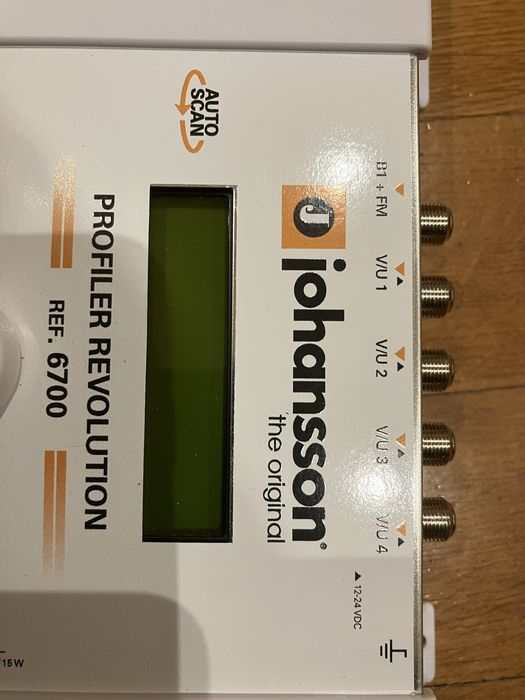 B1 + FM
V/U 1
V/U 2
V/U 3
V/U 4
12-24 VDC
J johansson®
the original
AUTO
SCAN
PROFILER REVOLUTION
REF. 6700
15W